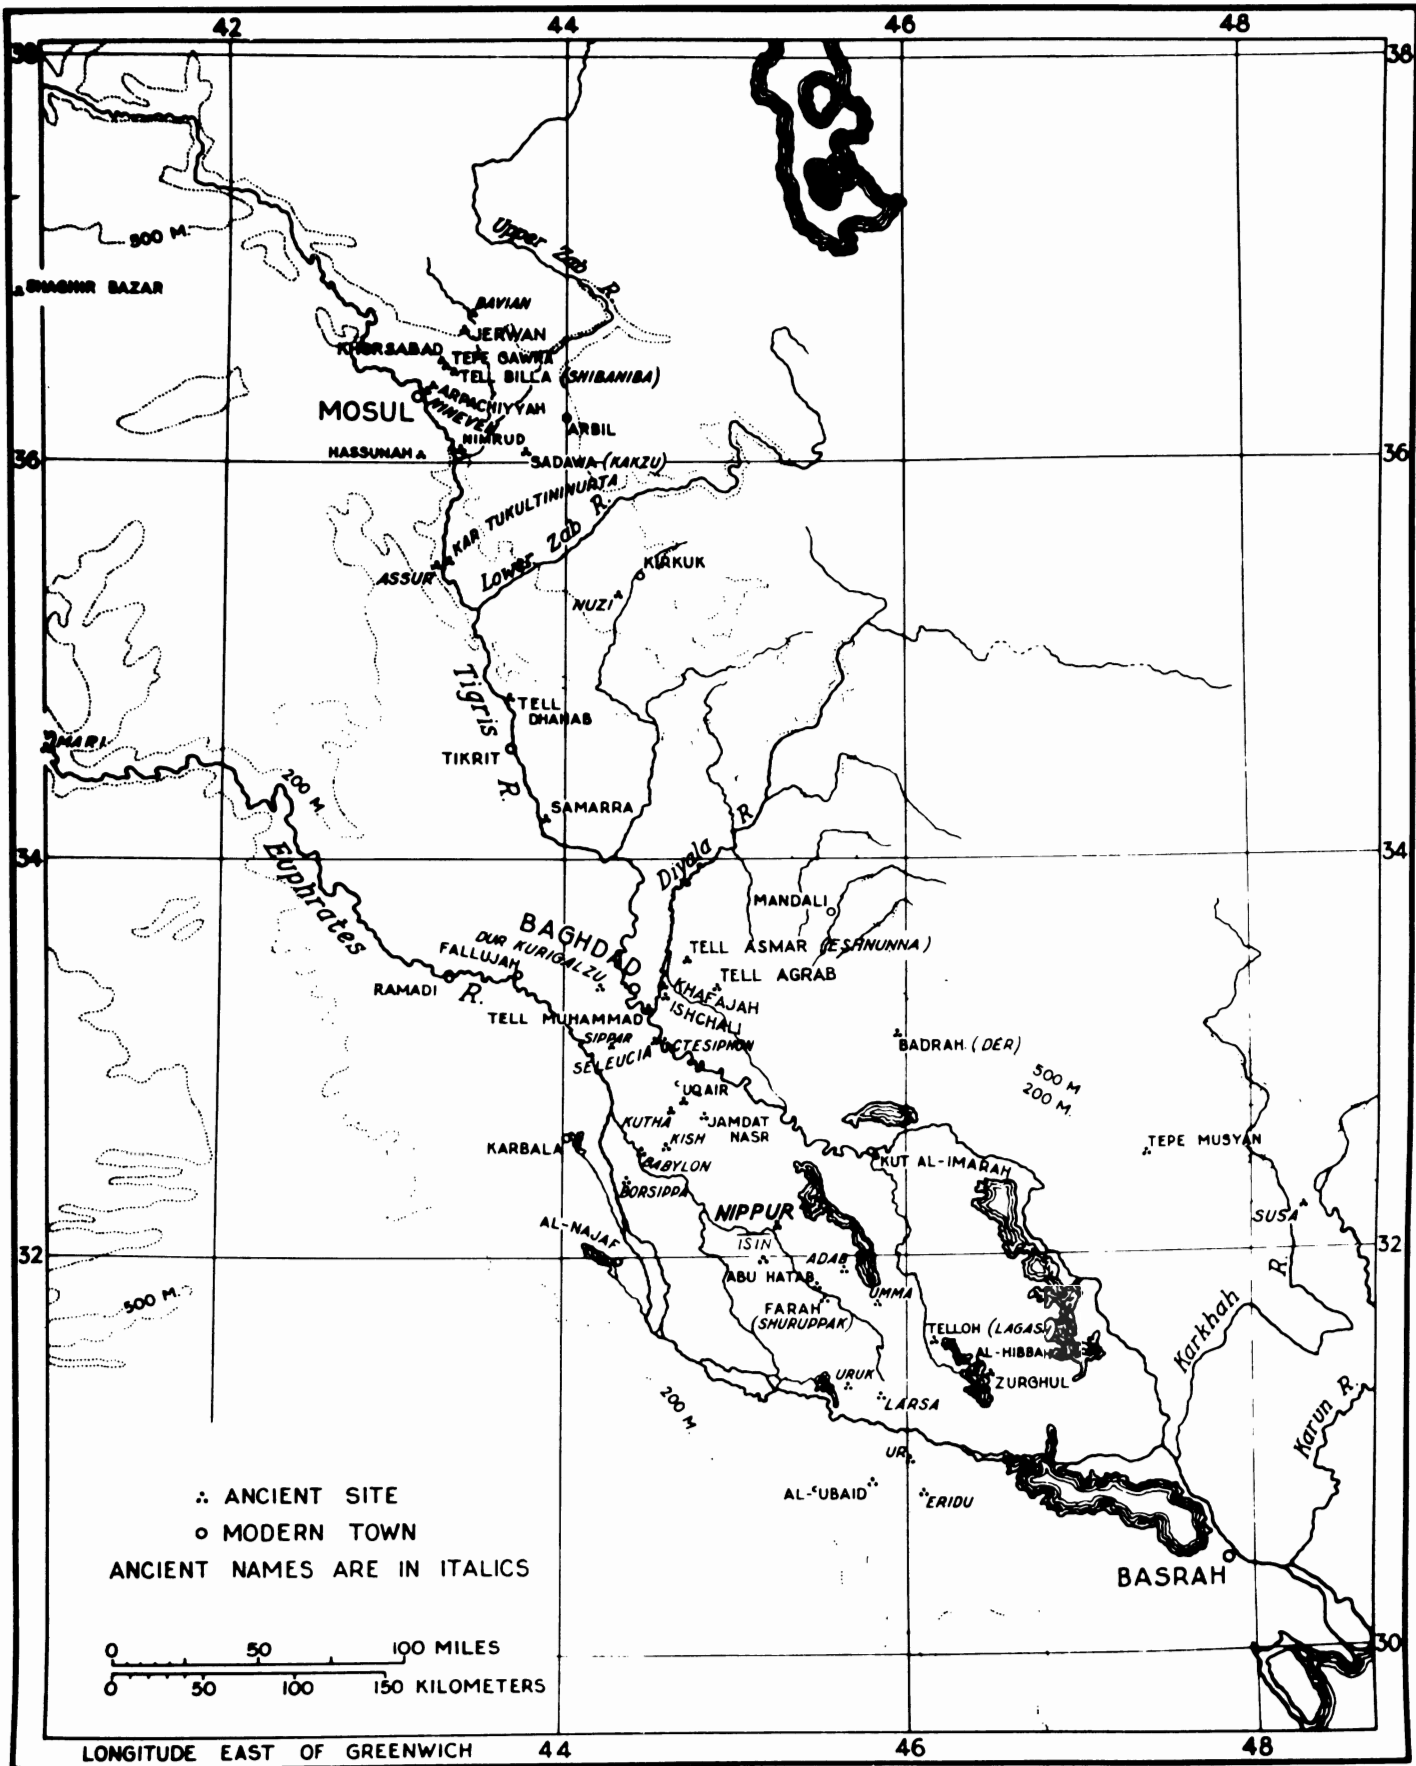 42 44 46 48
38 38
500 M.
Upper Zab R.
BAVIAN
JERWAN
KHORSABAD
TEPE GAWRA
TELL BILLA (SHIBANIBA)
ARPACHIYYAH
NINEVEH
MOSUL
ARBIL
NIMRUD
HASSUNAH
SADAWA (KAKZU)
36 36
KAR TUKULTININURTA
Lower Zab R.
ASSUR
KIRKUK
NUZI
Tigris R.
TELL DHAHAB
MARI
TIKRIT
200 M.
SAMARRA
34 34
Euphrates R.
Diyala R.
MANDALI
BAGHDAD
DUR KURIGALZU
FALLUJAH
TELL ASMAR (ESHNUNNA)
TELL AGRAB
RAMADI
KHAFAJAH
ISHCHALI
TELL MUHAMMAD
SIPPAR
SELEUCIA
CTESIPHON
BADRAH (DER)
500 M
200 M.
ʿUQAIR
KUTHA
JAMDAT NASR
KARBALA
KISH
BABYLON
KUT AL-IMARAH
TEPE MUSYAN
BORSIPPA
NIPPUR
SUSA
AL-NAJAF
ISIN
ADAB
32 32
ABU HATAB
UMMA
500 M.
FARAH
(SHURUPPAK)
TELLOH (LAGASH
AL-HIBBAH
ZURGHUL
Karkhah R.
URUK
LARSA
200 M.
Karun R.
UR
AL-ʿUBAID
ERIDU
ANCIENT SITE
MODERN TOWN
ANCIENT NAMES ARE IN ITALICS
BASRAH
30
0 50 100 MILES
0 50 100 150 KILOMETERS
LONGITUDE EAST OF GREENWICH 44 46 48